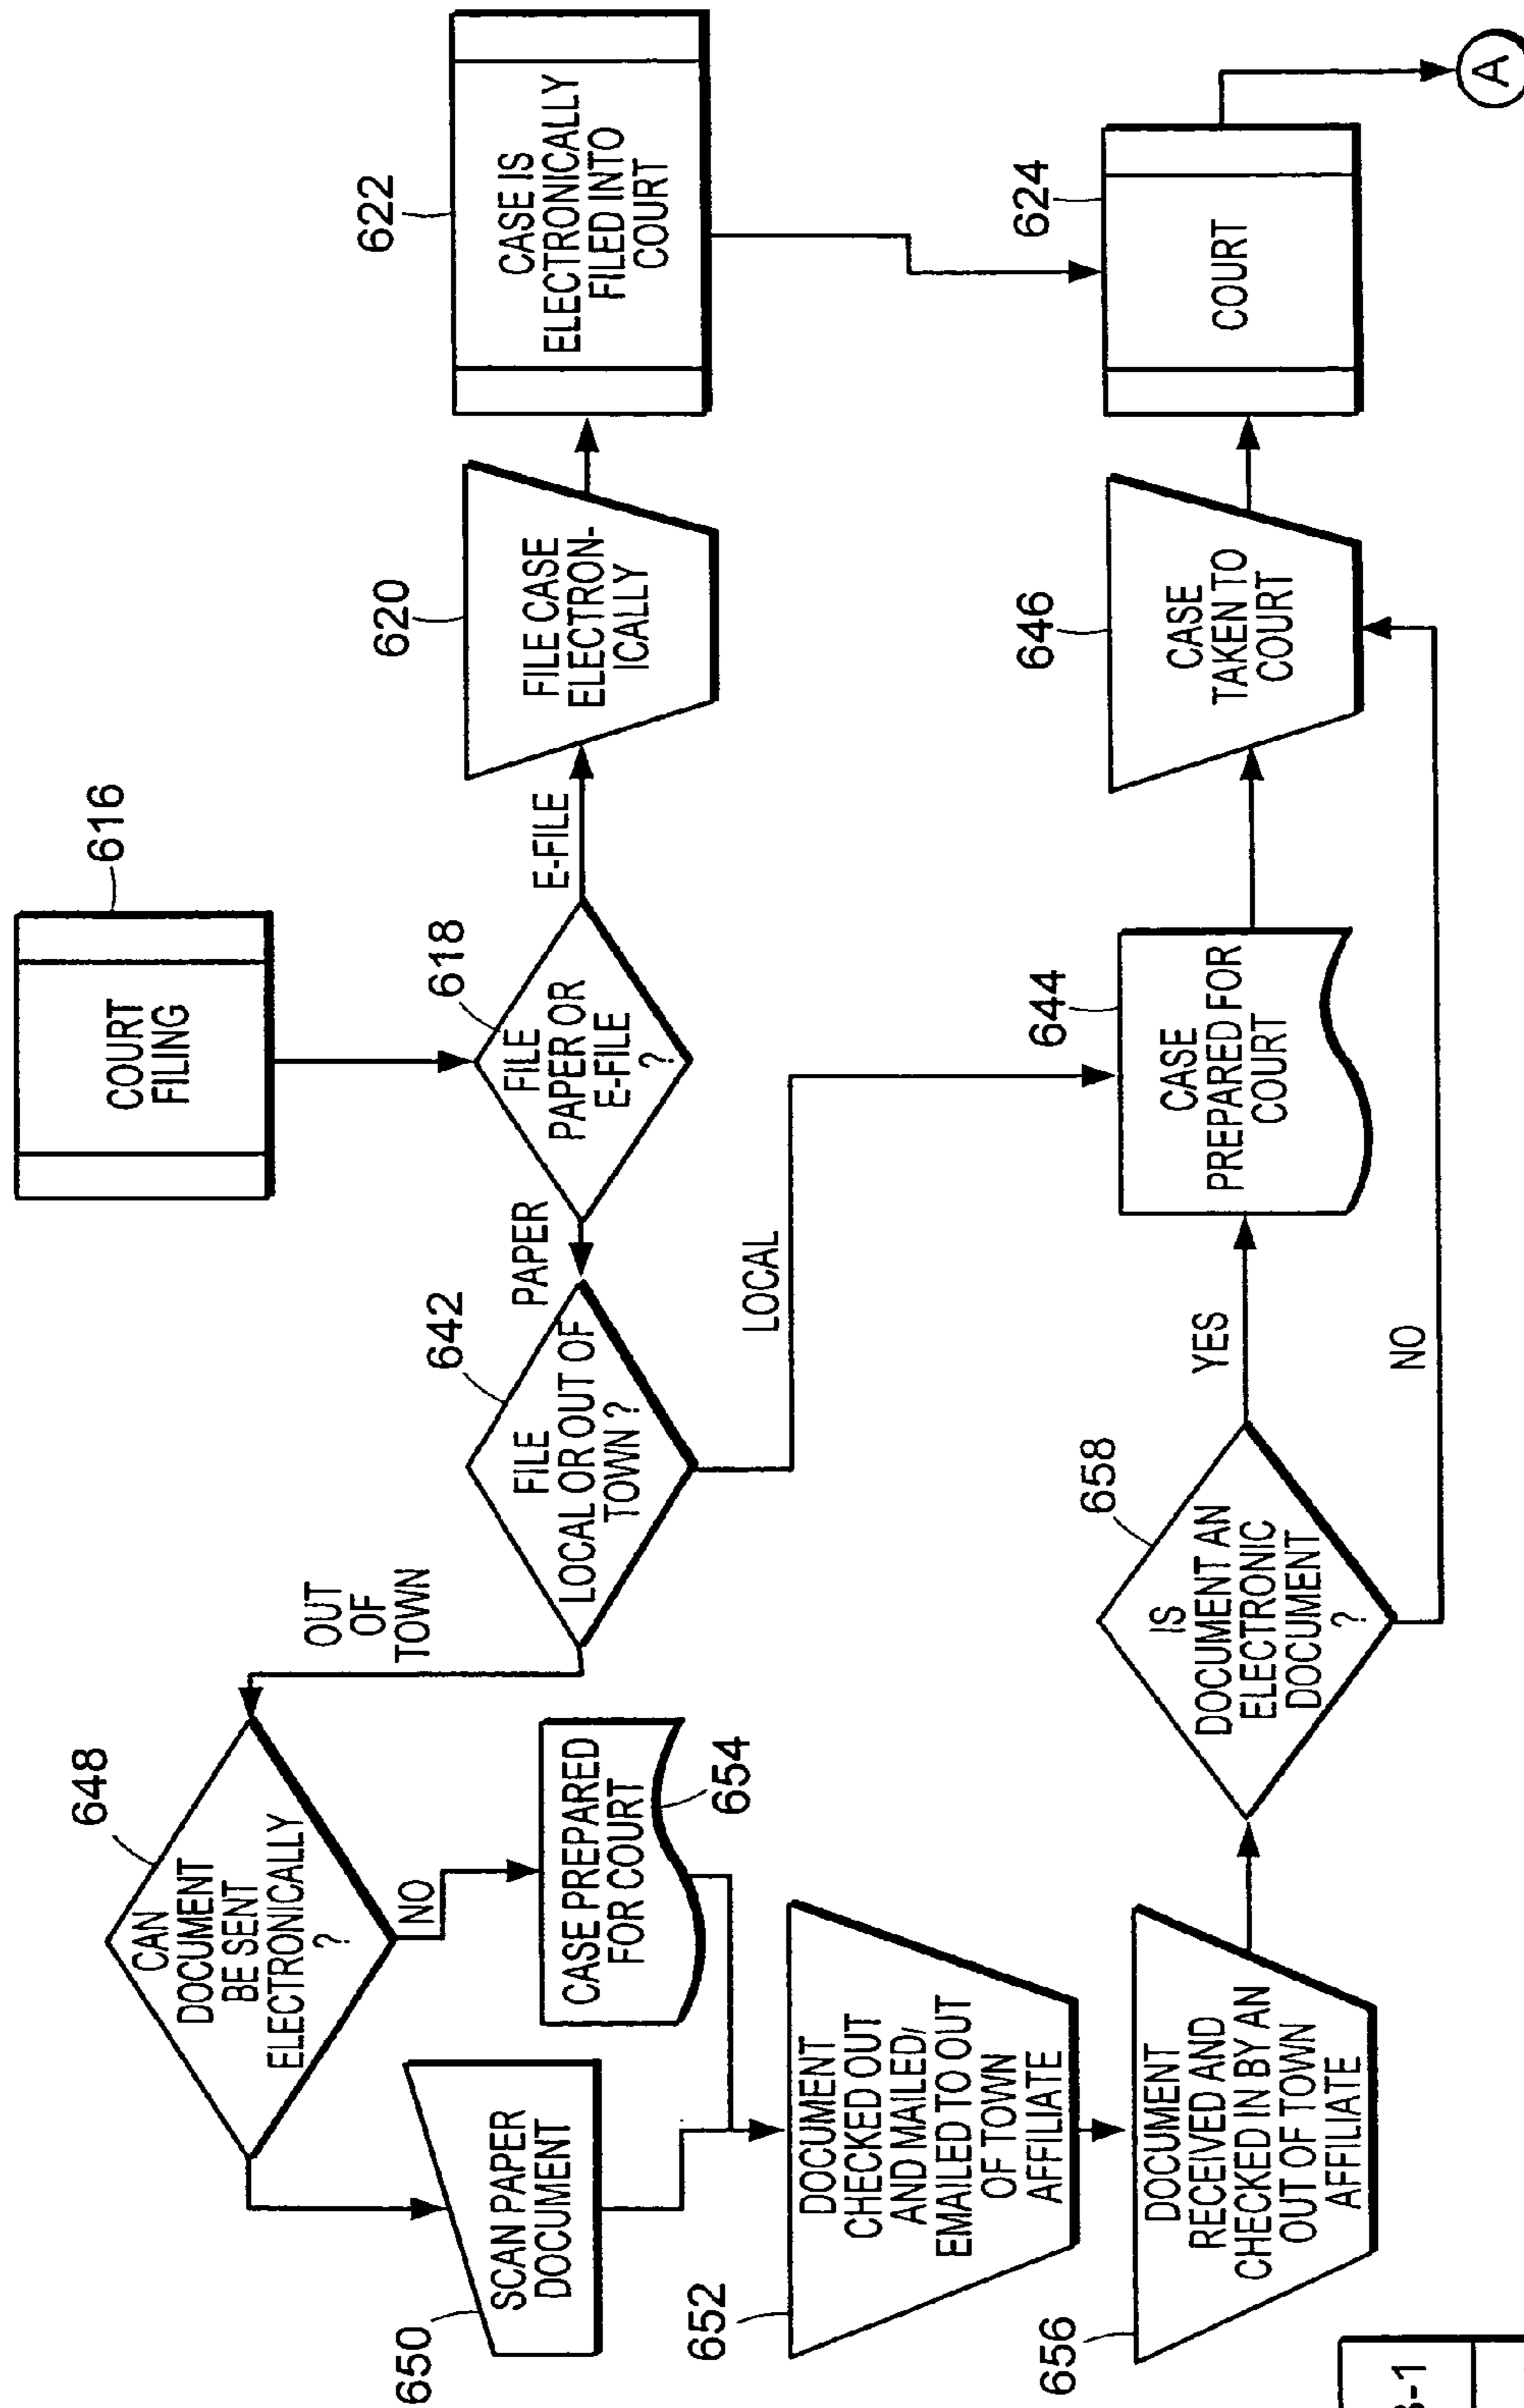 616
COURT
FILING
618
FILE
PAPER OR
E-FILE
?
E-FILE
620
FILE CASE
ELECTRON-
ICALLY
622
CASE IS
ELECTRONICALLY
FILED INTO
COURT
PAPER
642
FILE
LOCAL OR OUT OF
TOWN ?
LOCAL
OUT
OF
TOWN
648
CAN
DOCUMENT
BE SENT
ELECTRONICALLY
?
NO
650
SCAN PAPER
DOCUMENT
CASE PREPARED
FOR COURT
654
652
DOCUMENT
CHECKED OUT
AND MAILED/
EMAILED TO OUT
OF TOWN
AFFILIATE
656
DOCUMENT
RECEIVED AND
CHECKED IN BY AN
OUT OF TOWN
AFFILIATE
658
IS
DOCUMENT AN
ELECTRONIC
DOCUMENT
?
YES
NO
644
CASE
PREPARED FOR
COURT
646
CASE
TAKEN TO
COURT
624
COURT
A